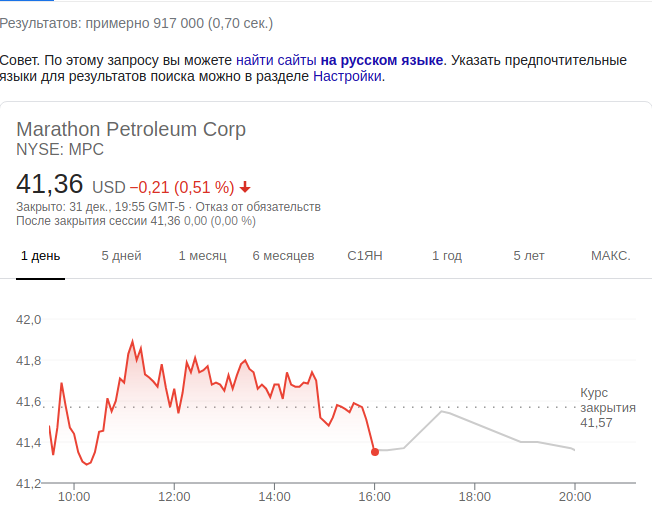 Результатов: примерно 917 000 (0,70 сек.)
Совет. По этому запросу вы можете найти сайты на русском языке. Указать предпочтительные
языки для результатов поиска можно в разделе Настройки.
Marathon Petroleum Corp
NYSE: MPC
41,36 USD −0,21 (0,51 %)
Закрыто: 31 дек., 19:55 GMT-5 · Отказ от обязательств
После закрытия сессии 41,36 0,00 (0,00 %)
1 день 5 дней 1 месяц 6 месяцев С1ЯН 1 год 5 лет МАКС.
42,0
41,8
41,6
41,4
41,2
Курс
закрытия
41,57
10:00 12:00 14:00 16:00 18:00 20:00